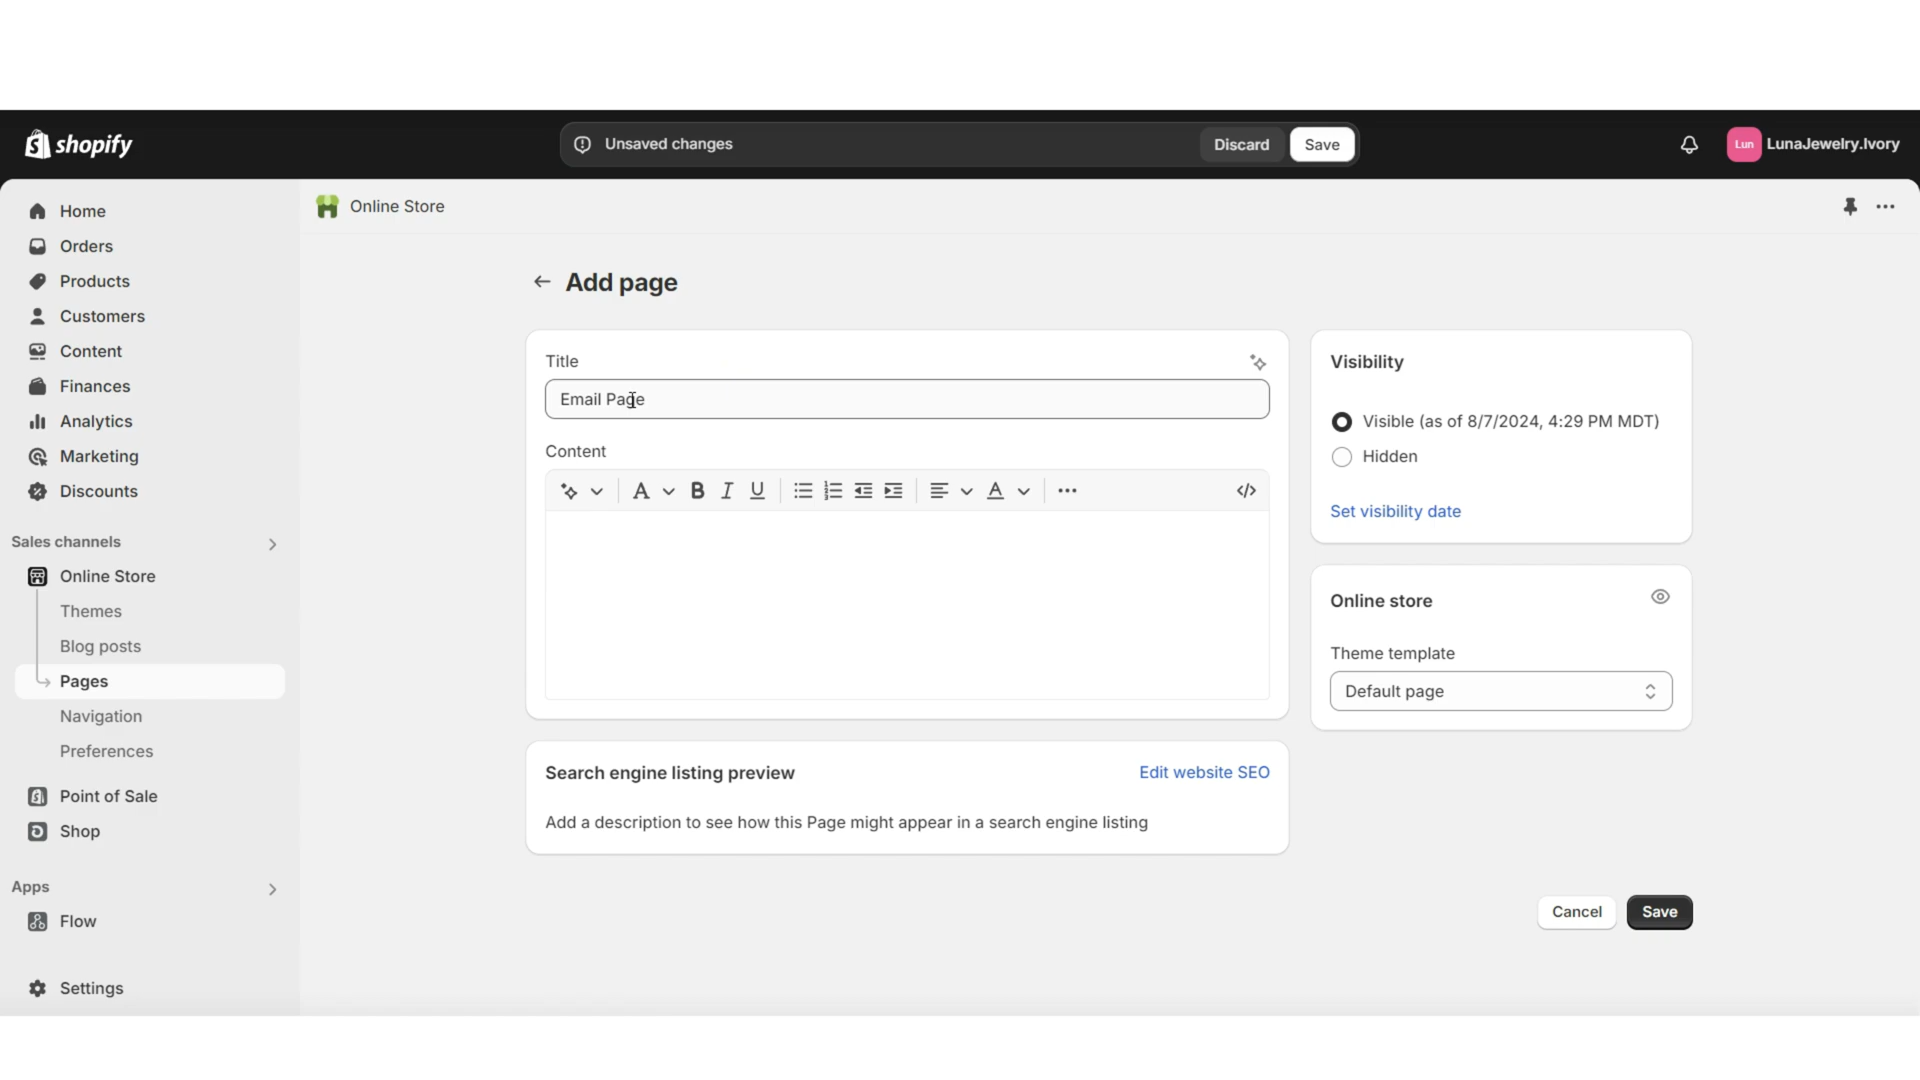 shopify
Unsaved changes
Discard
Save
Lun
LunaJewelry.Ivory
Home
Orders
Products
Customers
Content
Finances
Analytics
Marketing
Discounts
Sales channels
Online Store
Themes
Blog posts
Pages
Navigation
Preferences
Point of Sale
Shop
Apps
Flow
Settings
Online Store
Add page
Title
Email Page
Content
A
B
I
U
A
</>
Search engine listing preview
Edit website SEO
Add a description to see how this Page might appear in a search engine listing
Visibility
Visible (as of 8/7/2024, 4:29 PM MDT)
Hidden
Set visibility date
Online store
Theme template
Default page
Cancel
Save